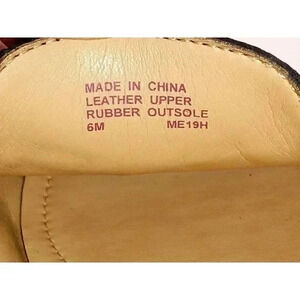 MADE IN CHINA
LEATHER UPPER
RUBBER OUTSOLE
6M ME19H